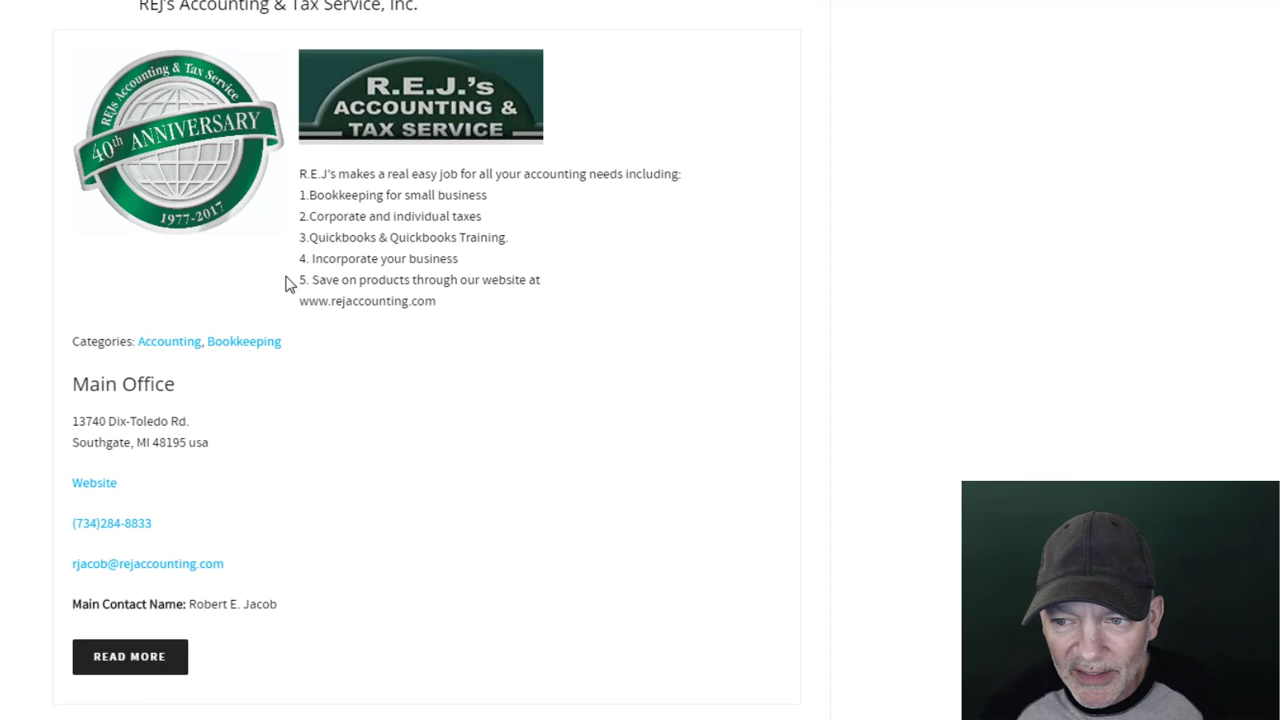 REJ's Accounting & Tax Service, Inc.
REJs Accounting & Tax Service
40th ANNIVERSARY
1977-2017
R.E.J.'s
ACCOUNTING &
TAX SERVICE
R.E.J's makes a real easy job for all your accounting needs including:
1.Bookkeeping for small business
2.Corporate and individual taxes
3.Quickbooks & Quickbooks Training.
4. Incorporate your business
5. Save on products through our website at
www.rejaccounting.com
Categories: Accounting, Bookkeeping
Main Office
13740 Dix-Toledo Rd.
Southgate, MI 48195 usa
Website
(734)284-8833
rjacob@rejaccounting.com
Main Contact Name: Robert E. Jacob
READ MORE